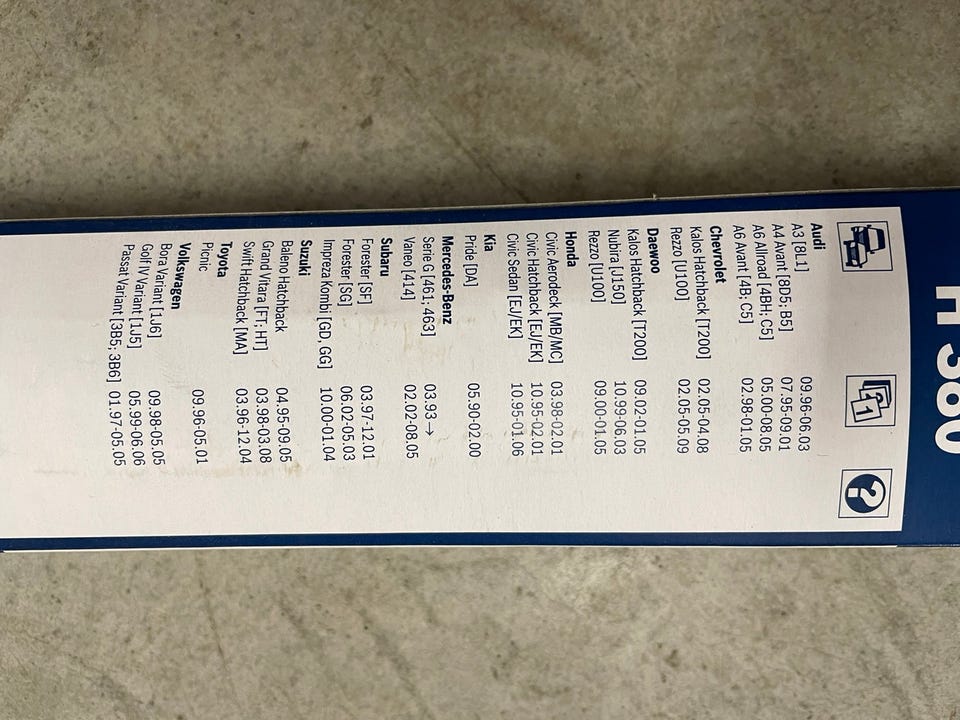 H 380
1
?
Audi
A3 [8L1] 09.96-06.03
A4 Avant [8D5; B5] 07.95-09.01
A6 Allroad [4BH; C5] 05.00-08.05
A6 Avant [4B; C5] 02.98-01.05
Chevrolet
Kalos Hatchback [T200] 02.05-04.08
Rezzo [U100] 02.05-05.09
Daewoo
Kalos Hatchback [T200] 09.02-01.05
Nubira [J150] 10.99-06.03
Rezzo [U100] 09.00-01.05
Honda
Civic Aerodeck [MB/MC] 03.98-02.01
Civic Hatchback [EJ/EK] 10.95-02.01
Civic Sedan [EJ/EK] 10.95-01.06
Kia
Pride [DA] 05.90-02.00
Mercedes-Benz
Serie G [461; 463] 03.93→
Vaneo [414] 02.02-08.05
Subaru
Forester [SF] 03.97-12.01
Forester [SG] 06.02-05.03
Impreza Kombi [GD, GG] 10.00-01.04
Suzuki
Baleno Hatchback 04.95-09.05
Grand Vitara [FT; HT] 03.98-03.08
Swift Hatchback [MA] 03.96-12.04
Toyota
Picnic 09.96-05.01
Volkswagen
Bora Variant [1J6] 09.98-05.05
Golf IV Variant [1J5] 05.99-06.06
Passat Variant [3B5; 3B6] 01.97-05.05